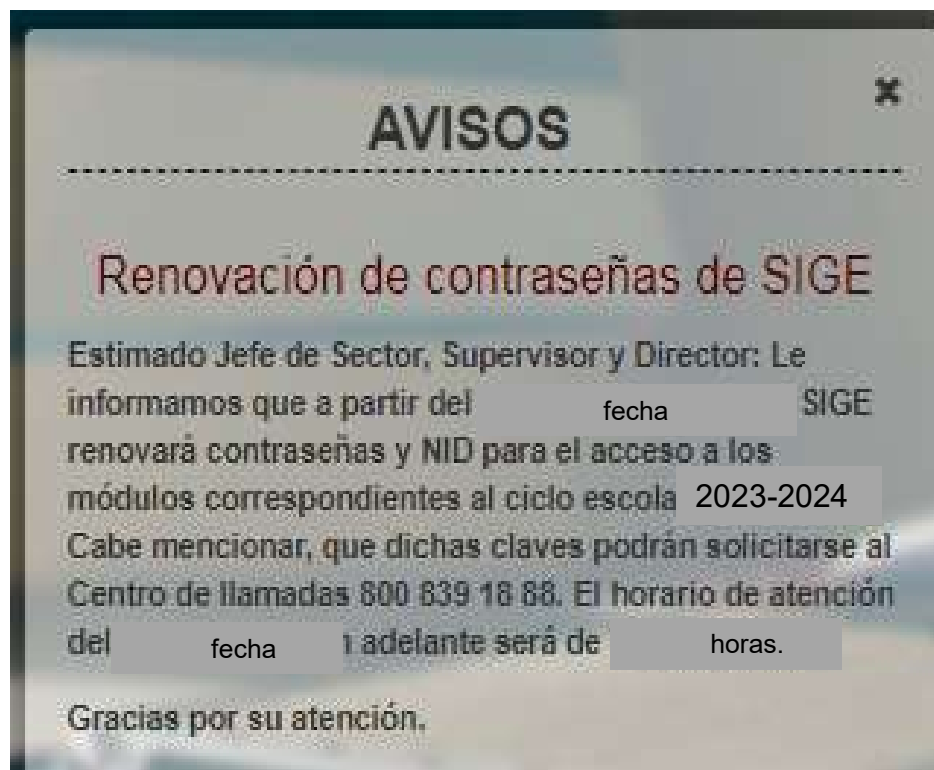 AVISOS
Renovación de contraseñas de SIGE
Estimado Jefe de Sector, Supervisor y Director: Le
informamos que a partir del fecha SIGE
renovará contraseñas y NID para el acceso a los
módulos correspondientes al ciclo escola 2023-2024
Cabe mencionar, que dichas claves podrán solicitarse al
Centro de llamadas 800 839 18 88. El horario de atención
del fecha adelante será de horas.
Gracias por su atención.